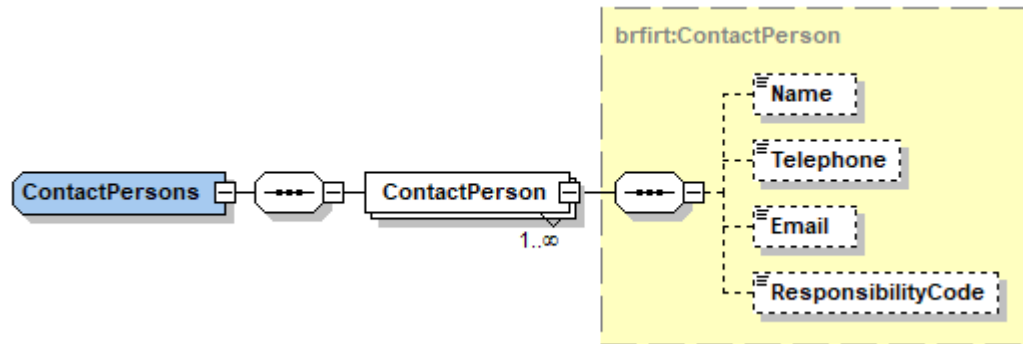 brfirt:ContactPerson
Name
Telephone
ContactPersons
ContactPerson
1..∞
Email
ResponsibilityCode